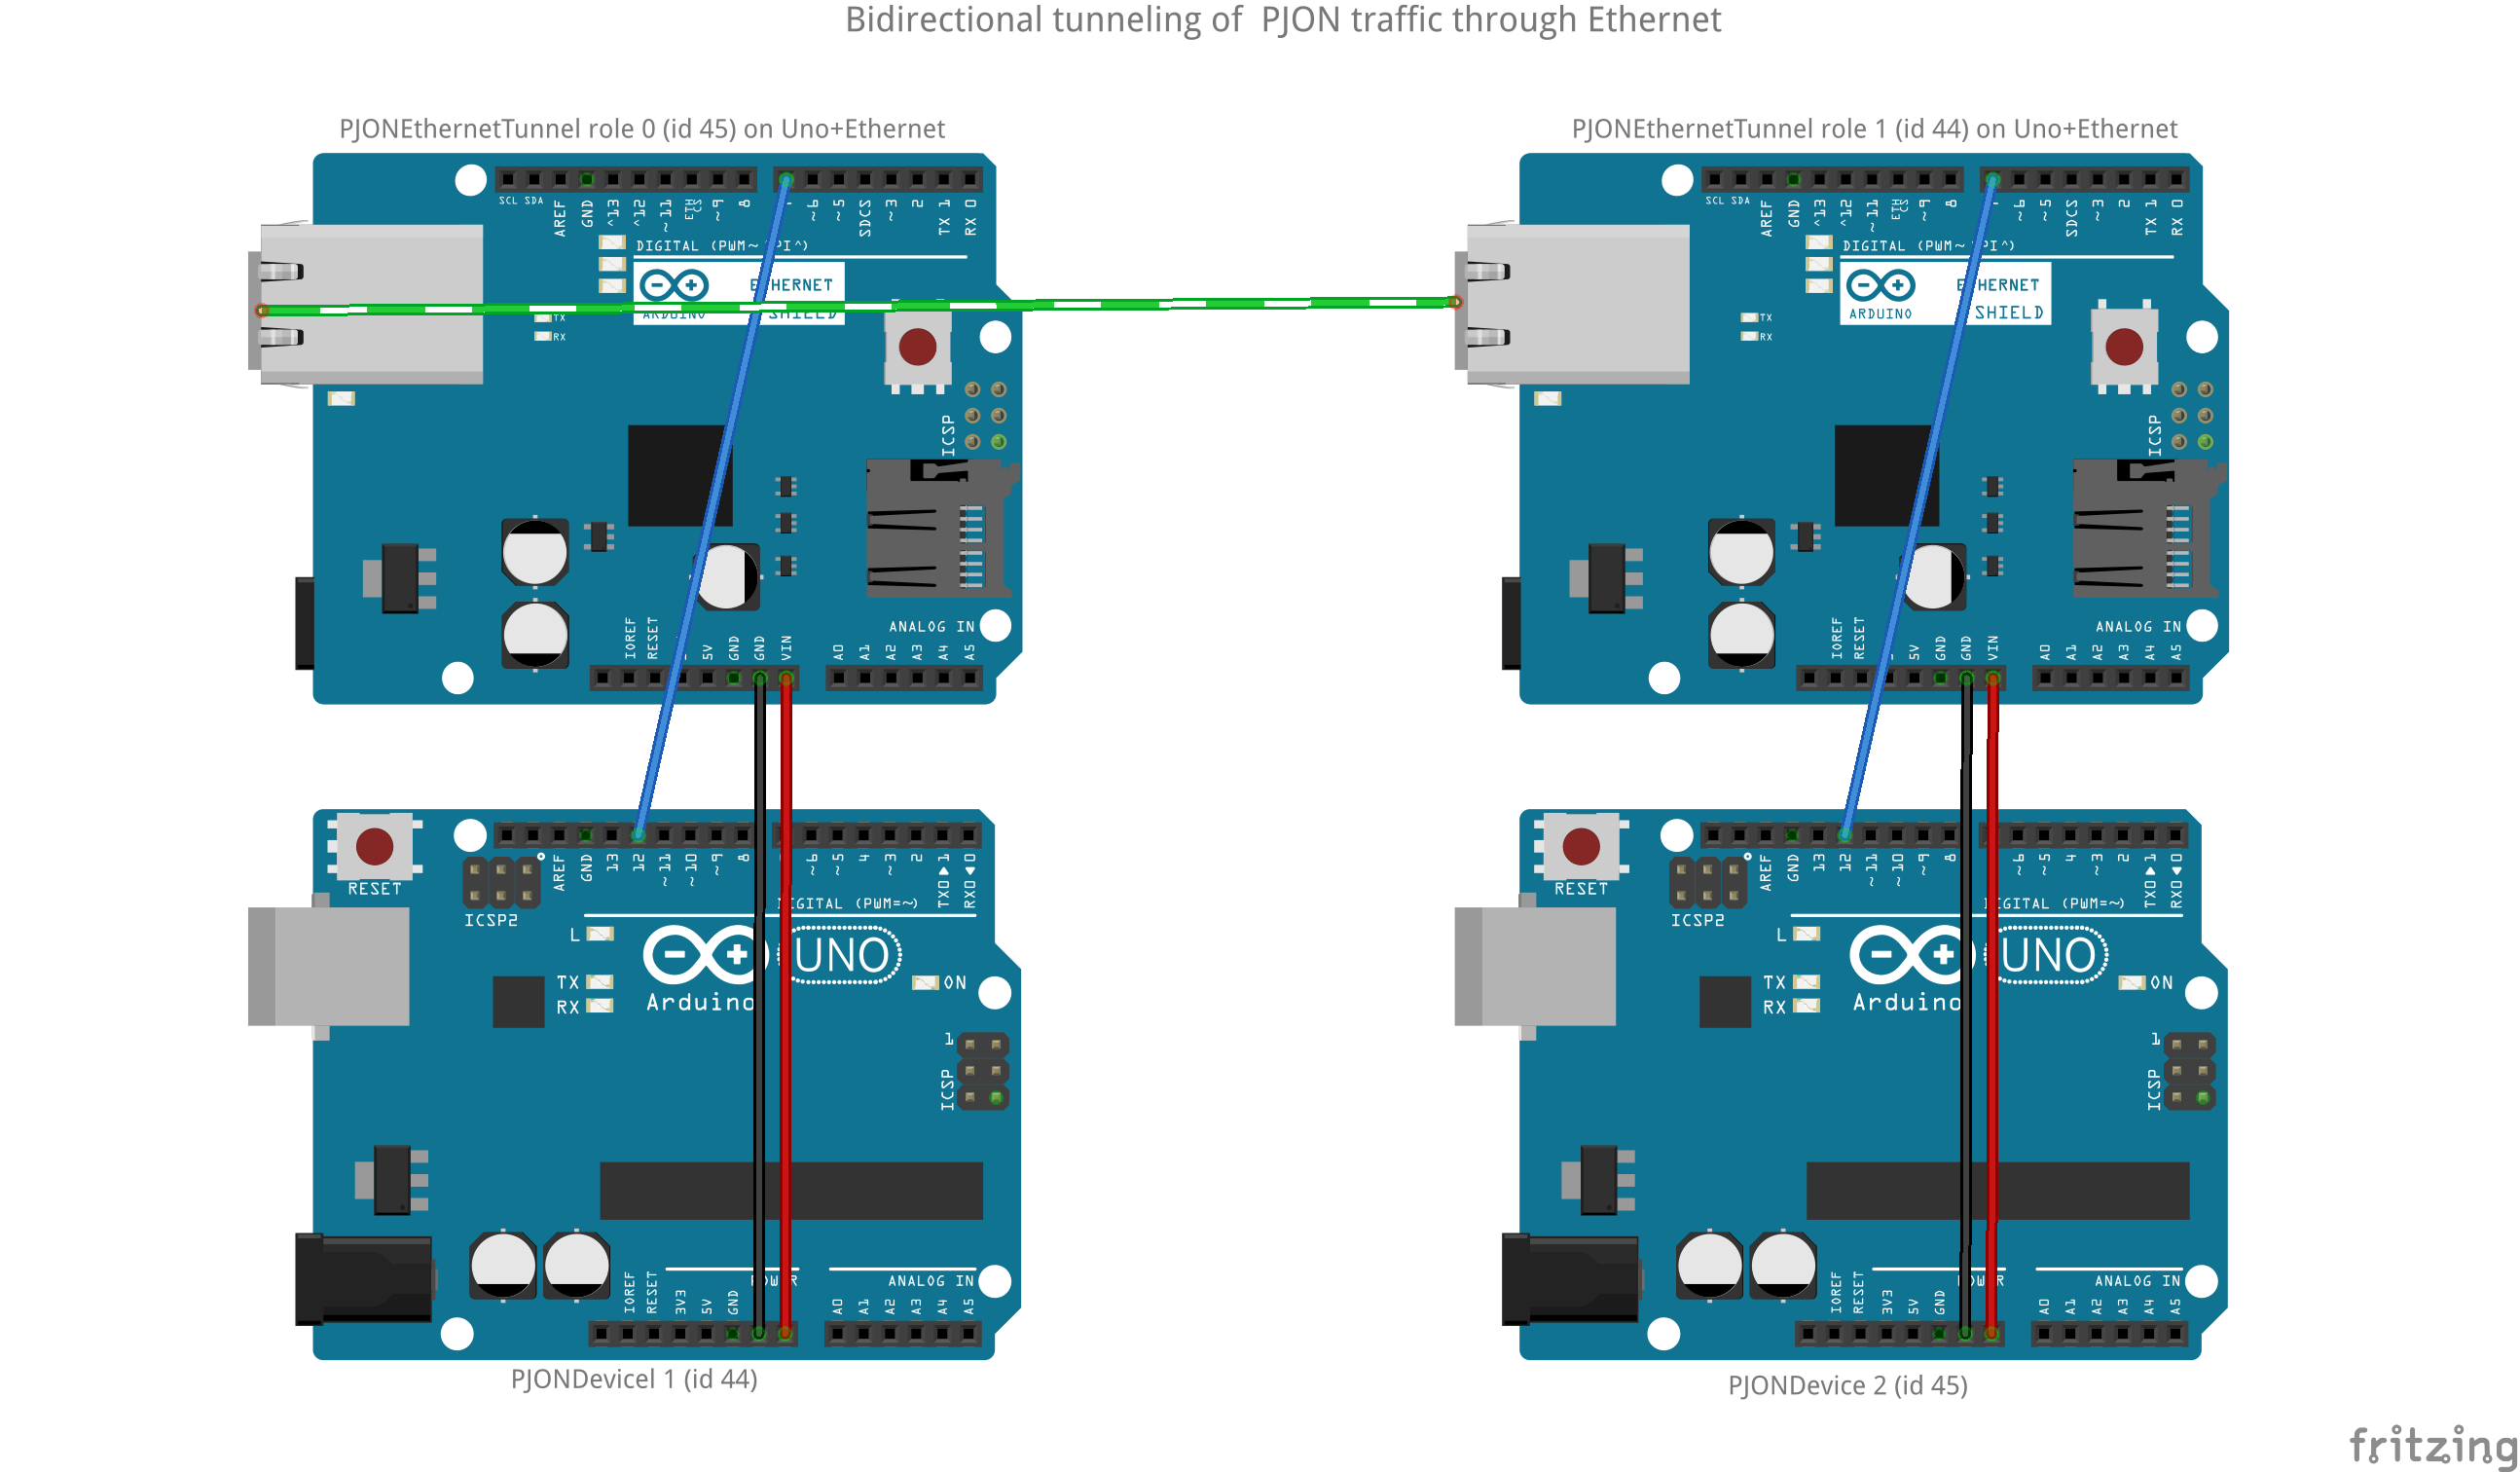 Bidirectional tunneling of  PJON traffic through Ethernet
PJONEthernetTunnel role 0 (id 45) on Uno+Ethernet
PJONEthernetTunnel role 1 (id 44) on Uno+Ethernet
SCL SDA AREF GND ^13 ^12 ~11 ETH CS ~9 8 ~6 ~5 SDCS ~3 2 TX 1 RX 0
DIGITAL (PWM~ SPI^)
ARDUINO
ETHERNET
SHIELD
TX
RX
ICSP
ANALOG IN
IOREF RESET 5V GND GND VIN A0 A1 A2 A3 A4 A5
SCL SDA AREF GND ^13 ^12 ~11 ETH CS ~9 8 ~6 ~5 SDCS ~3 2 TX 1 RX 0
DIGITAL (PWM~ SPI^)
ARDUINO
ETHERNET
SHIELD
TX
RX
ICSP
ANALOG IN
IOREF RESET 5V GND GND VIN A0 A1 A2 A3 A4 A5
RESET
ICSP2
AREF GND 13 12 ~11 ~10 ~9 8 ~6 ~5 4 ~3 2 TX0▶1 RX0◀0
DIGITAL (PWM=~)
L
TX
RX
Arduino
UNO
ON
1
ICSP
POWER
ANALOG IN
IOREF RESET 3V3 5V GND A0 A1 A2 A3 A4 A5
RESET
ICSP2
AREF GND 13 12 ~11 ~10 ~9 8 ~6 ~5 4 ~3 2 TX0▶1 RX0◀0
DIGITAL (PWM=~)
L
TX
RX
Arduino
UNO
ON
1
ICSP
POWER
ANALOG IN
IOREF RESET 3V3 5V GND A0 A1 A2 A3 A4 A5
PJONDevicel 1 (id 44)
PJONDevice 2 (id 45)
fritzing